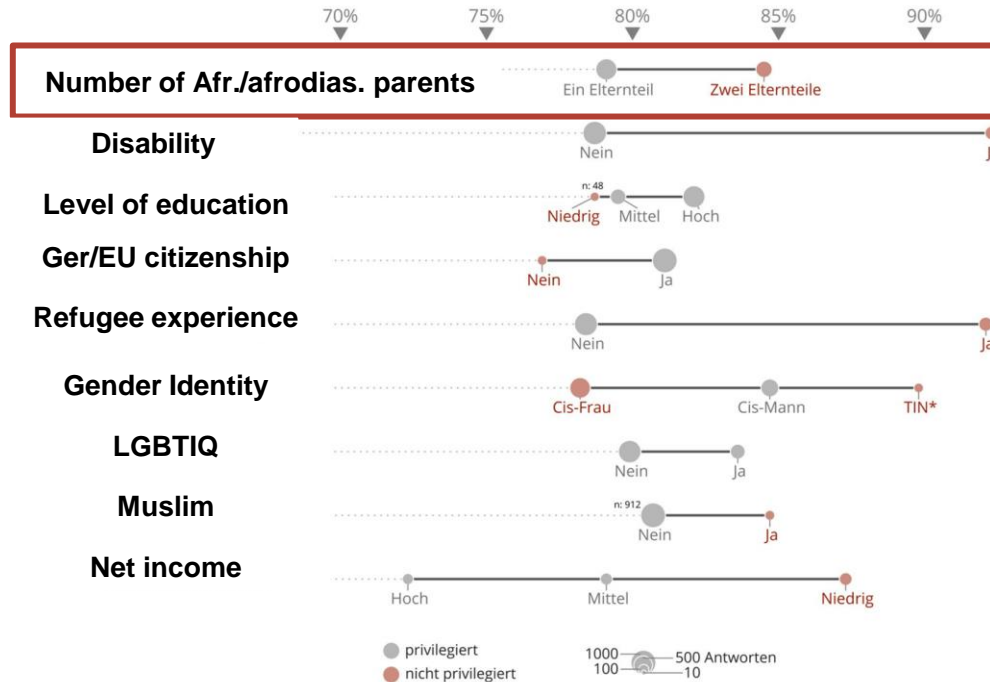 70% 75% 80% 85% 90%
Number of Afr./afrodias. parents
Ein Elternteil Zwei Elternteile
Disability
Nein J
Level of education
n: 48
Niedrig Mittel Hoch
Ger/EU citizenship
Nein Ja
Refugee experience
Nein Ja
Gender Identity
Cis-Frau Cis-Mann TIN*
LGBTIQ
Nein Ja
Muslim
n: 912
Nein Ja
Net income
Hoch Mittel Niedrig
privilegiert
nicht privilegiert
1000 500 Antworten
100 10